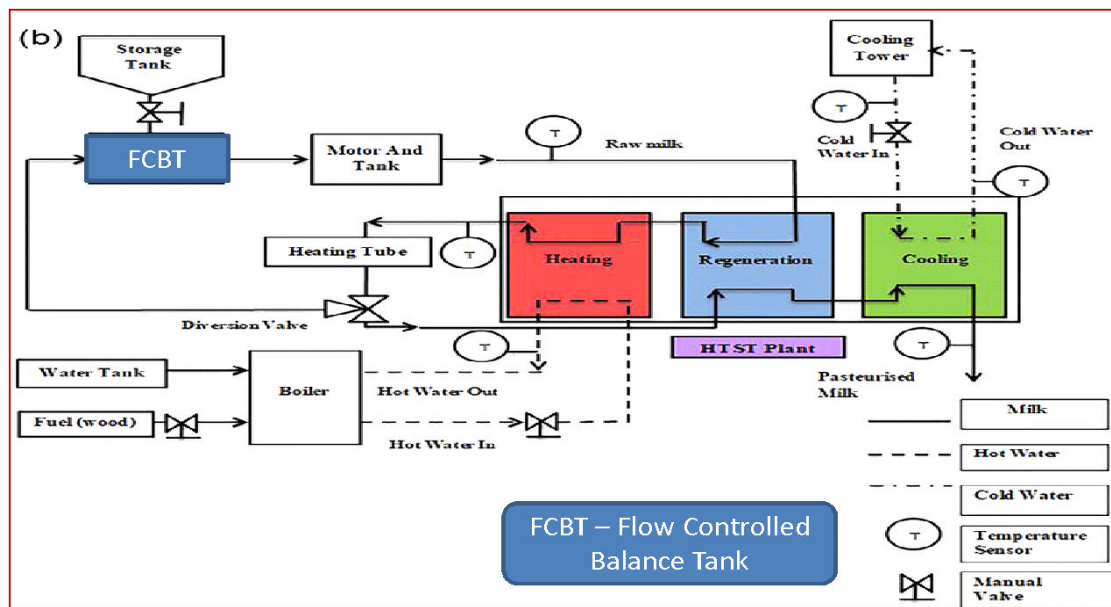 (b)
Storage
Tank
FCBT
Motor And
Tank
T
Raw milk
Cooling
Tower
T
Cold
Water In
Cold Water
Out
T
Heating Tube
T
Heating
Regeneration
Cooling
Diversion Valve
T
HTST Plant
T
Water Tank
Boiler
Hot Water Out
Pasteurised
Milk
Fuel (wood)
Hot Water In
Milk
Hot Water
Cold Water
FCBT – Flow Controlled
Balance Tank
T
Temperature
Sensor
Manual
Valve